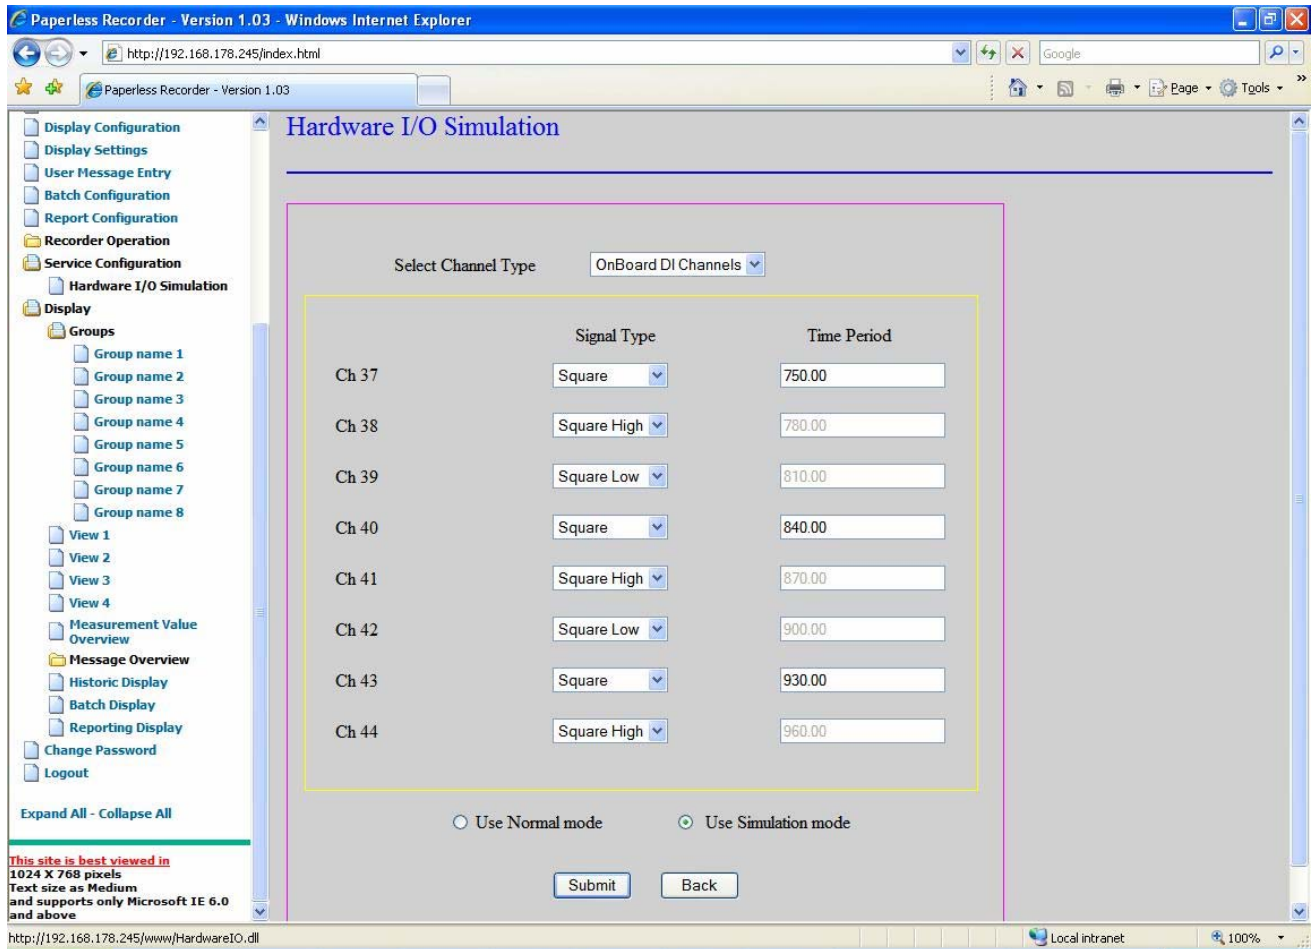 Paperless Recorder - Version 1.03 - Windows Internet Explorer
http://192.168.178.245/index.html
Google
Paperless Recorder - Version 1.03
Page
Tools
»
Display Configuration
Display Settings
User Message Entry
Batch Configuration
Report Configuration
Recorder Operation
Service Configuration
Hardware I/O Simulation
Display
Groups
Group name 1
Group name 2
Group name 3
Group name 4
Group name 5
Group name 6
Group name 7
Group name 8
View 1
View 2
View 3
View 4
Measurement Value
Overview
Message Overview
Historic Display
Batch Display
Reporting Display
Change Password
Logout
Expand All - Collapse All
This site is best viewed in
1024 X 768 pixels
Text size as Medium
and supports only Microsoft IE 6.0
and above
Hardware I/O Simulation
Select Channel Type OnBoard DI Channels
Signal Type Time Period
Ch 37 Square 750.00
Ch 38 Square High 780.00
Ch 39 Square Low 810.00
Ch 40 Square 840.00
Ch 41 Square High 870.00
Ch 42 Square Low 900.00
Ch 43 Square 930.00
Ch 44 Square High 960.00
Use Normal mode Use Simulation mode
Submit Back
http://192.168.178.245/www/HardwareIO.dll
Local intranet
100%